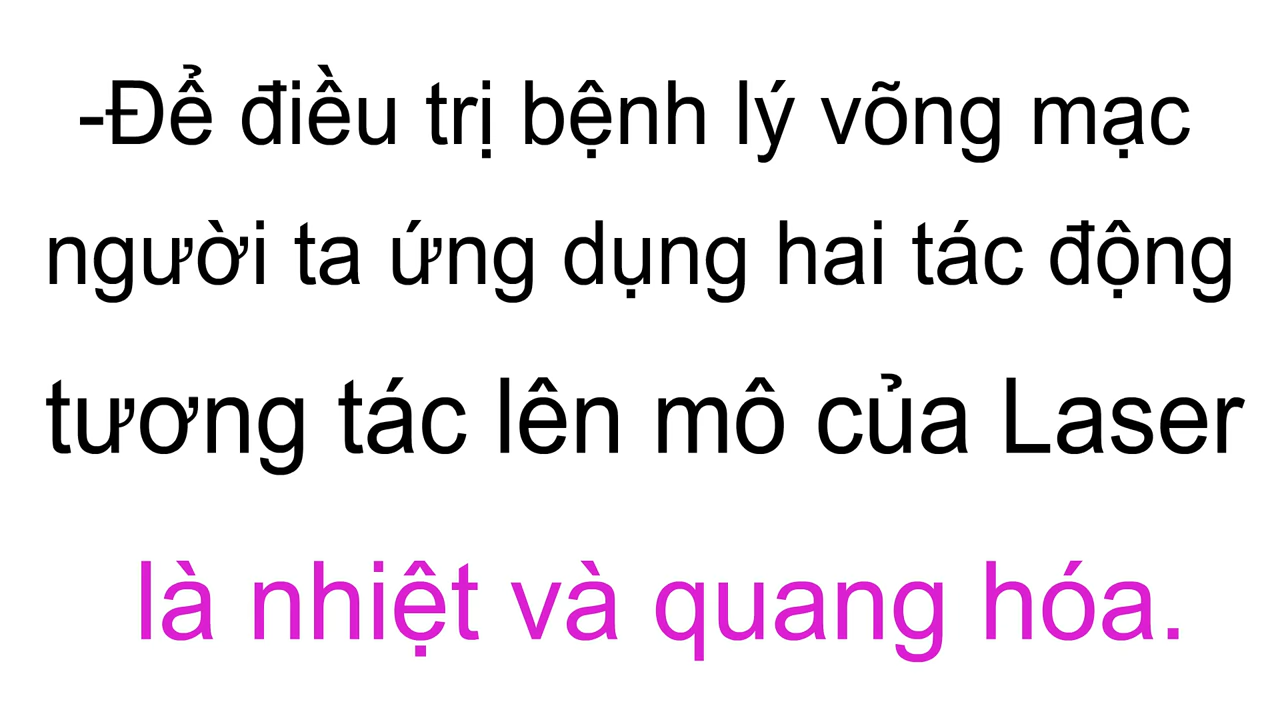 -Để điều trị bệnh lý võng mạc
người ta ứng dụng hai tác động
tương tác lên mô của Laser
là nhiệt và quang hóa.